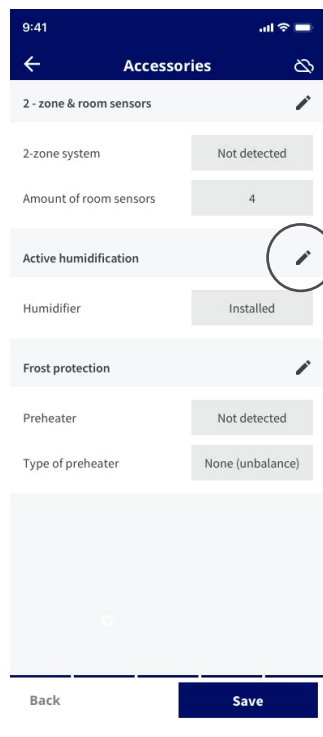 9:41
Accessories
2 - zone & room sensors
2-zone system Not detected
Amount of room sensors 4
Active humidification
Humidifier Installed
Frost protection
Preheater Not detected
Type of preheater None (unbalance)
Back Save